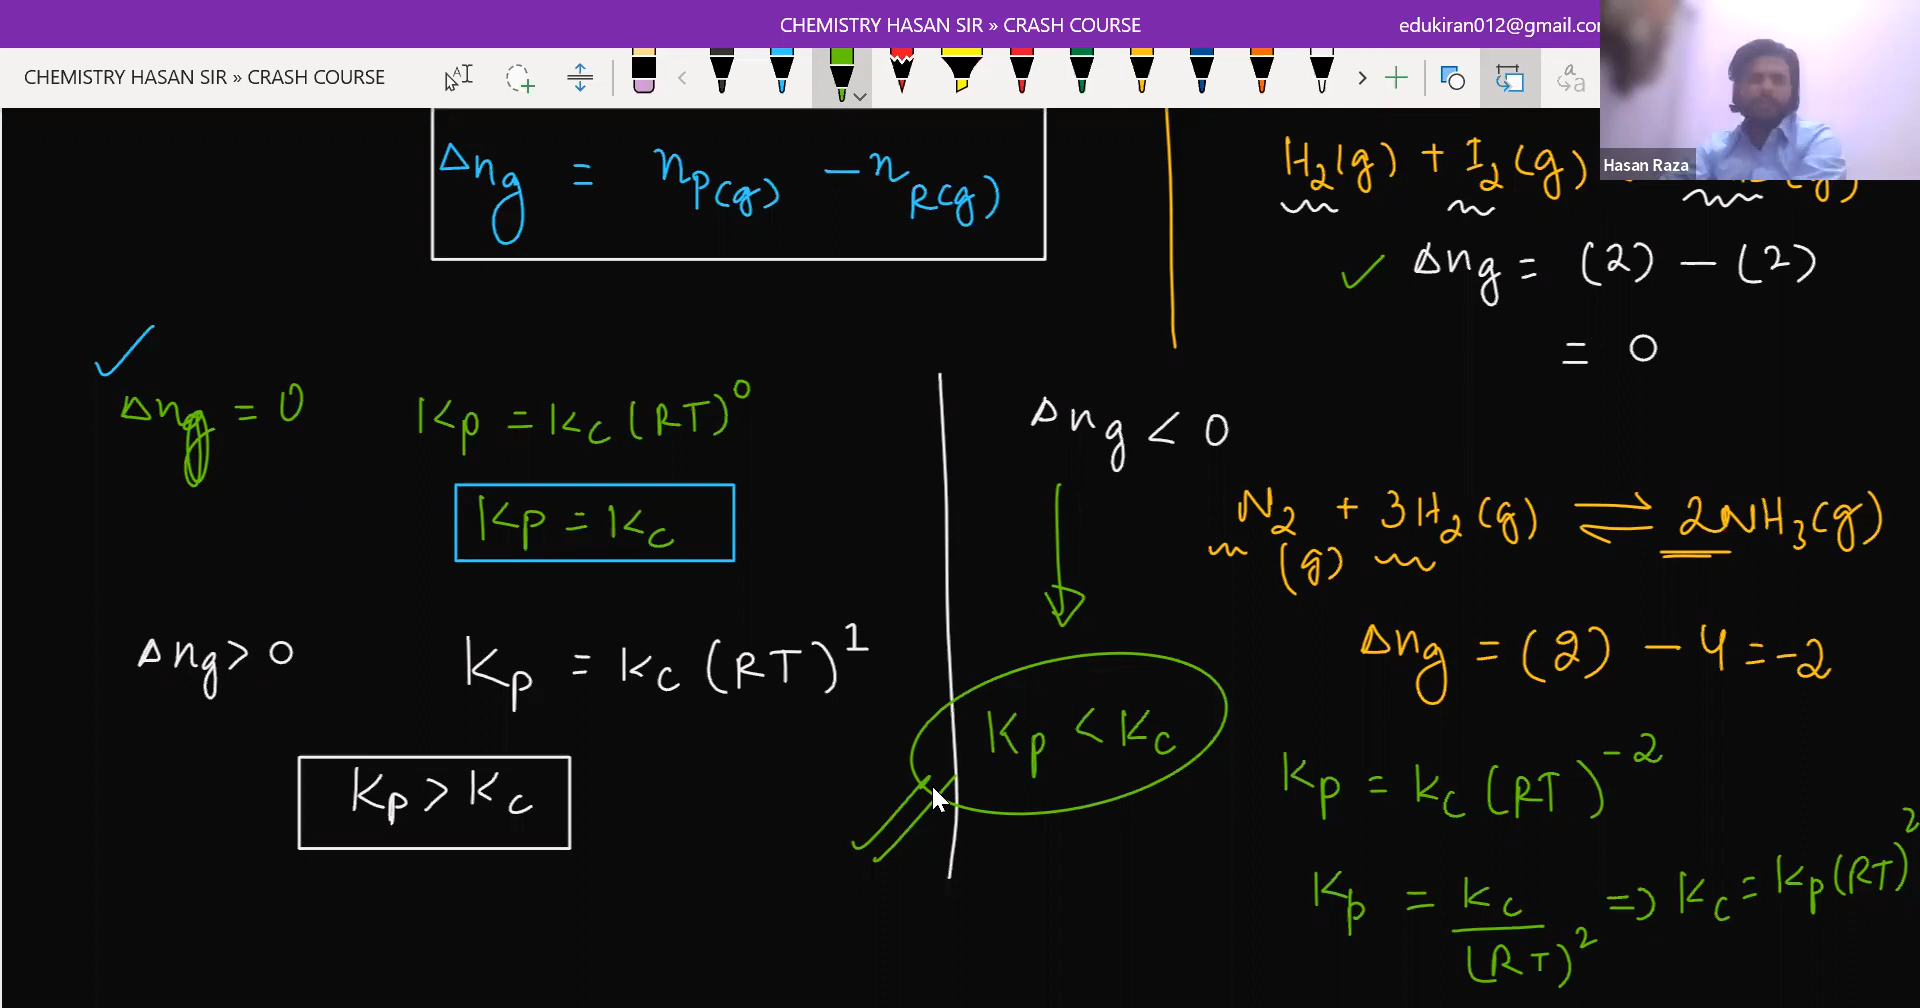 CHEMISTRY HASAN SIR » CRASH COURSE
edukiran012@gmail.co
CHEMISTRY HASAN SIR » CRASH COURSE
Hasan Raza
Δng = nP(g) - nR(g)
H2(g) + I2(g)
(g)
Δng = (2) - (2)
= 0
Δng = 0
Kp = Kc (RT)^0
Kp = Kc
Δng > 0
Kp = Kc (RT)^1
Kp > Kc
Δng < 0
Kp < Kc
N2 (g) + 3H2(g) ⇌ 2NH3(g)
Δng = (2) - 4 = -2
Kp = Kc (RT)^-2
Kp = Kc/(RT)^2 => Kc = Kp(RT)^2